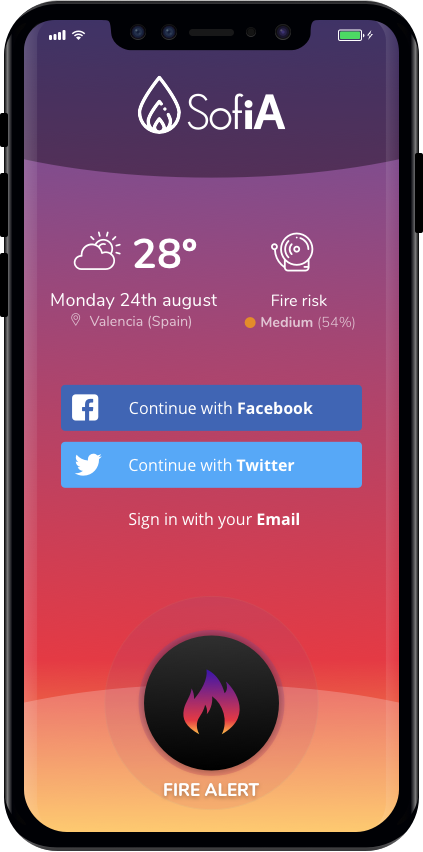 SofiA
28°
Monday 24th august
Valencia (Spain)
Fire risk
Medium (54%)
Continue with Facebook
Continue with Twitter
Sign in with your Email
FIRE ALERT